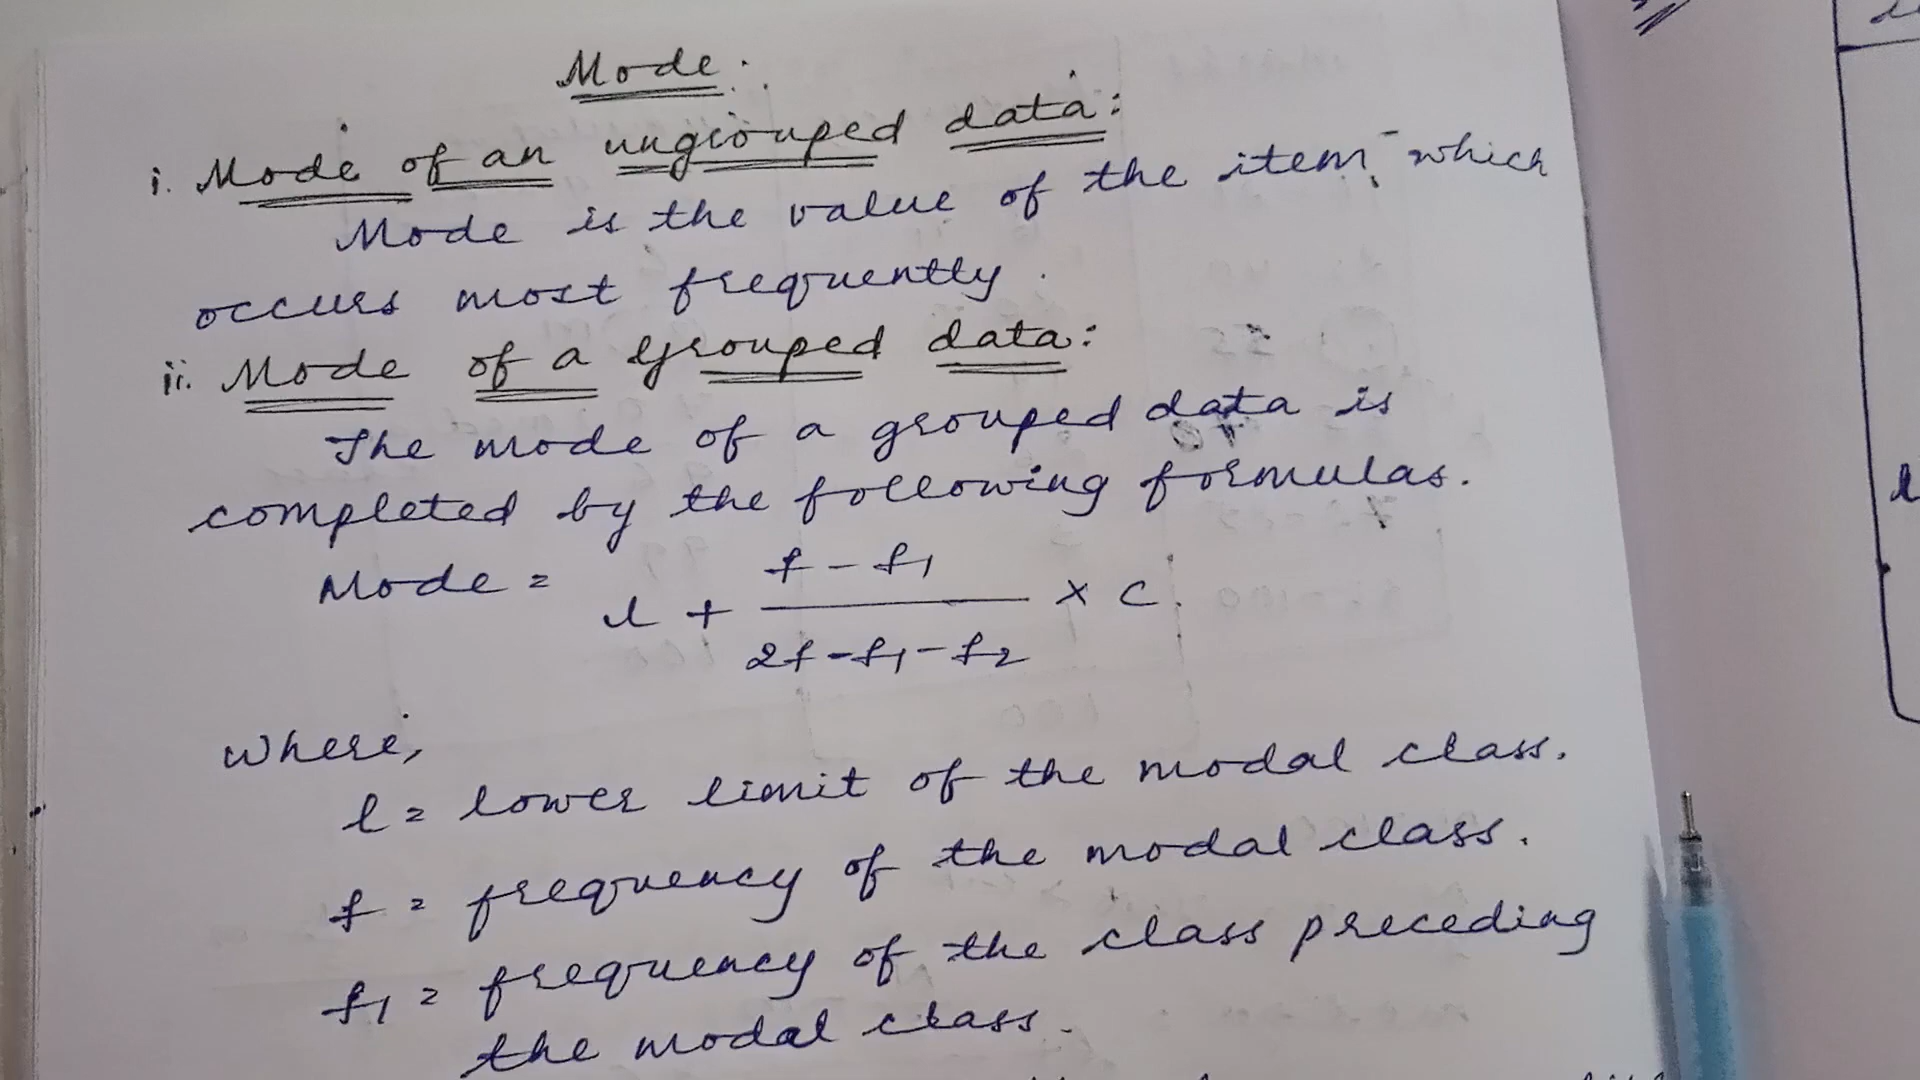 Mode:
i. Mode of an ungrouped data:
Mode is the value of the item which
occurs most frequently.
ii. Mode of a Grouped data:
The mode of a grouped data is
completed by the following formulas.
Mode = l + (f - f1) / (2f - f1 - f2) × c.
where,
l = lower limit of the modal class.
f = frequency of the modal class.
f1 = frequency of the class preceding
the modal class.